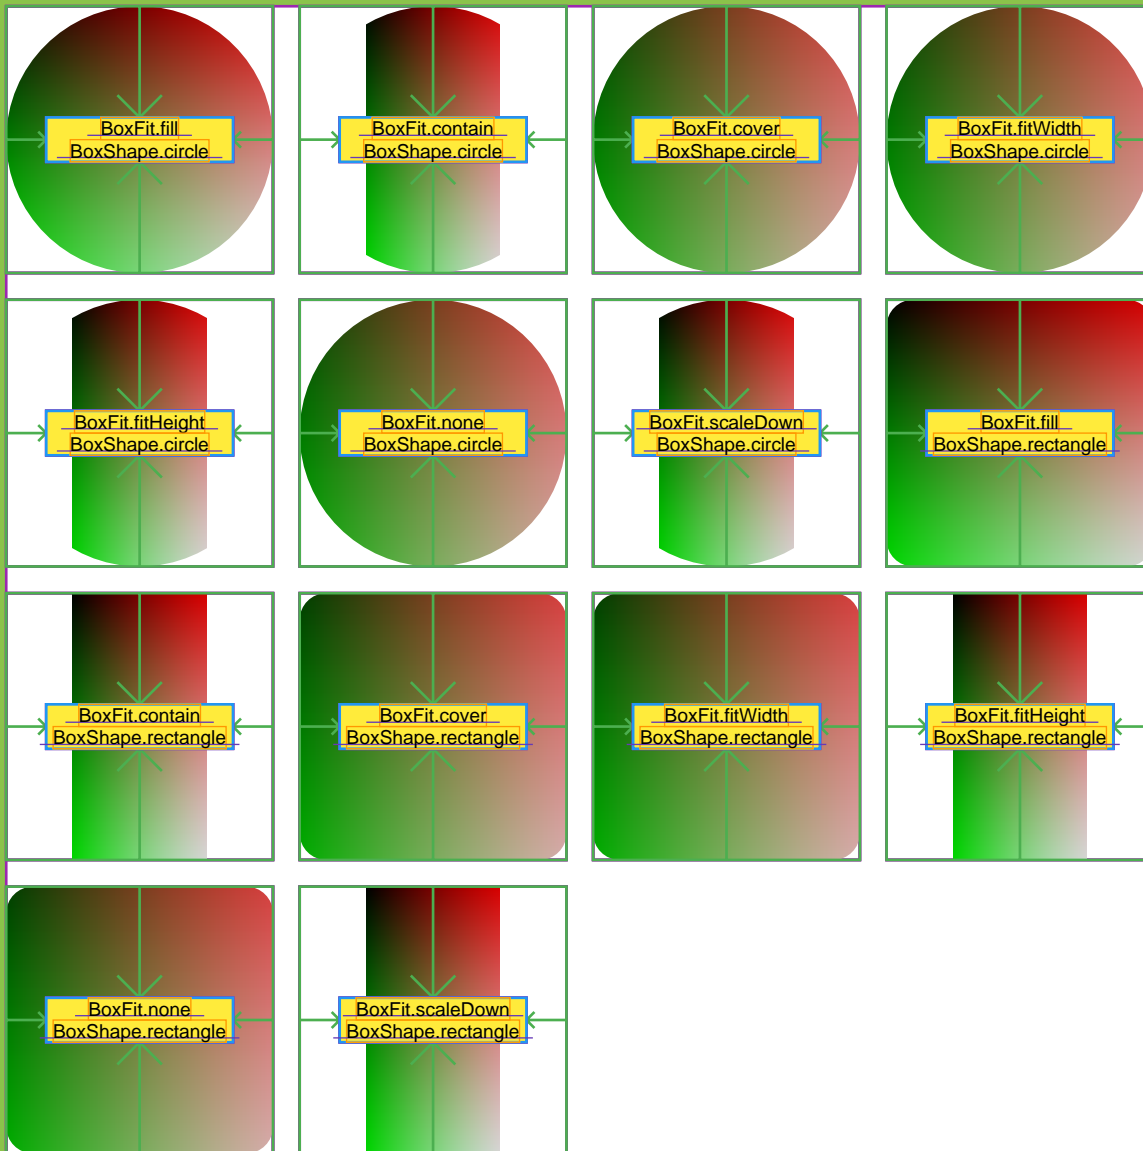 BoxFit.fill
BoxShape.circle
BoxFit.contain
BoxShape.circle
BoxFit.cover
BoxShape.circle
BoxFit.fitWidth
BoxShape.circle
BoxFit.fitHeight
BoxShape.circle
BoxFit.none
BoxShape.circle
BoxFit.scaleDown
BoxShape.circle
BoxFit.fill
BoxShape.rectangle
BoxFit.contain
BoxShape.rectangle
BoxFit.cover
BoxShape.rectangle
BoxFit.fitWidth
BoxShape.rectangle
BoxFit.fitHeight
BoxShape.rectangle
BoxFit.none
BoxShape.rectangle
BoxFit.scaleDown
BoxShape.rectangle